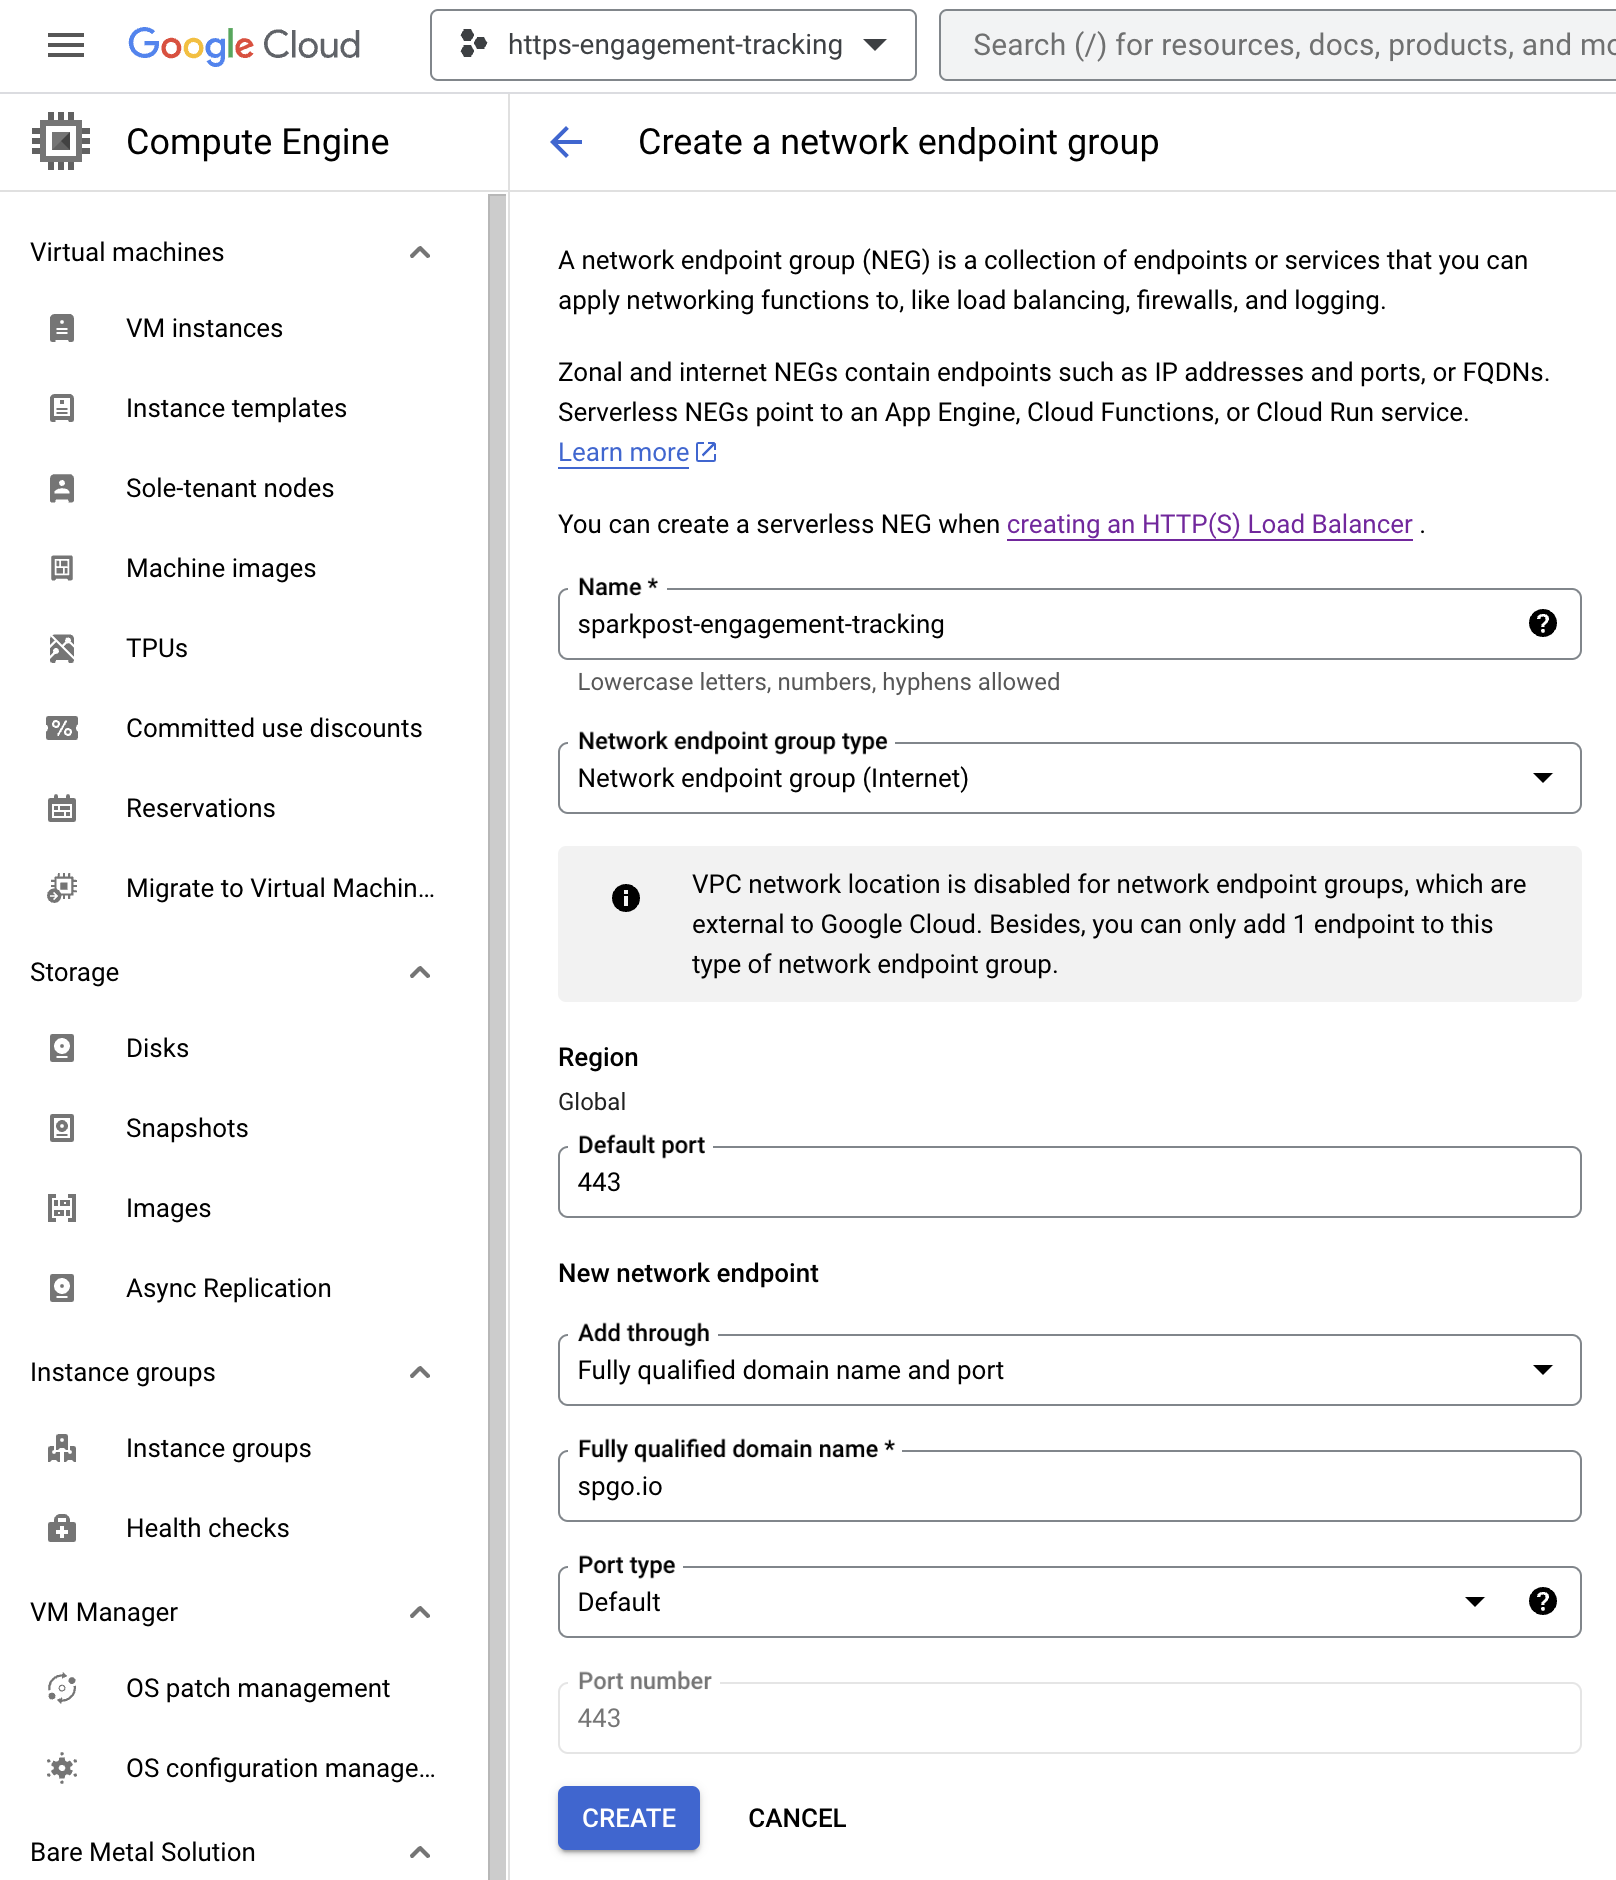 Google Cloud
https-engagement-tracking
Search (/) for resources, docs, products, and mo
Compute Engine
Create a network endpoint group
Virtual machines
VM instances
Instance templates
Sole-tenant nodes
Machine images
TPUs
Committed use discounts
Reservations
Migrate to Virtual Machin...
Storage
Disks
Snapshots
Images
Async Replication
Instance groups
Instance groups
Health checks
VM Manager
OS patch management
OS configuration manage...
Bare Metal Solution
A network endpoint group (NEG) is a collection of endpoints or services that you can
apply networking functions to, like load balancing, firewalls, and logging.
Zonal and internet NEGs contain endpoints such as IP addresses and ports, or FQDNs.
Serverless NEGs point to an App Engine, Cloud Functions, or Cloud Run service.
Learn more
You can create a serverless NEG when creating an HTTP(S) Load Balancer .
Name *
sparkpost-engagement-tracking
Lowercase letters, numbers, hyphens allowed
Network endpoint group type
Network endpoint group (Internet)
VPC network location is disabled for network endpoint groups, which are
external to Google Cloud. Besides, you can only add 1 endpoint to this
type of network endpoint group.
Region
Global
Default port
443
New network endpoint
Add through
Fully qualified domain name and port
Fully qualified domain name *
spgo.io
Port type
Default
Port number
443
CREATE
CANCEL